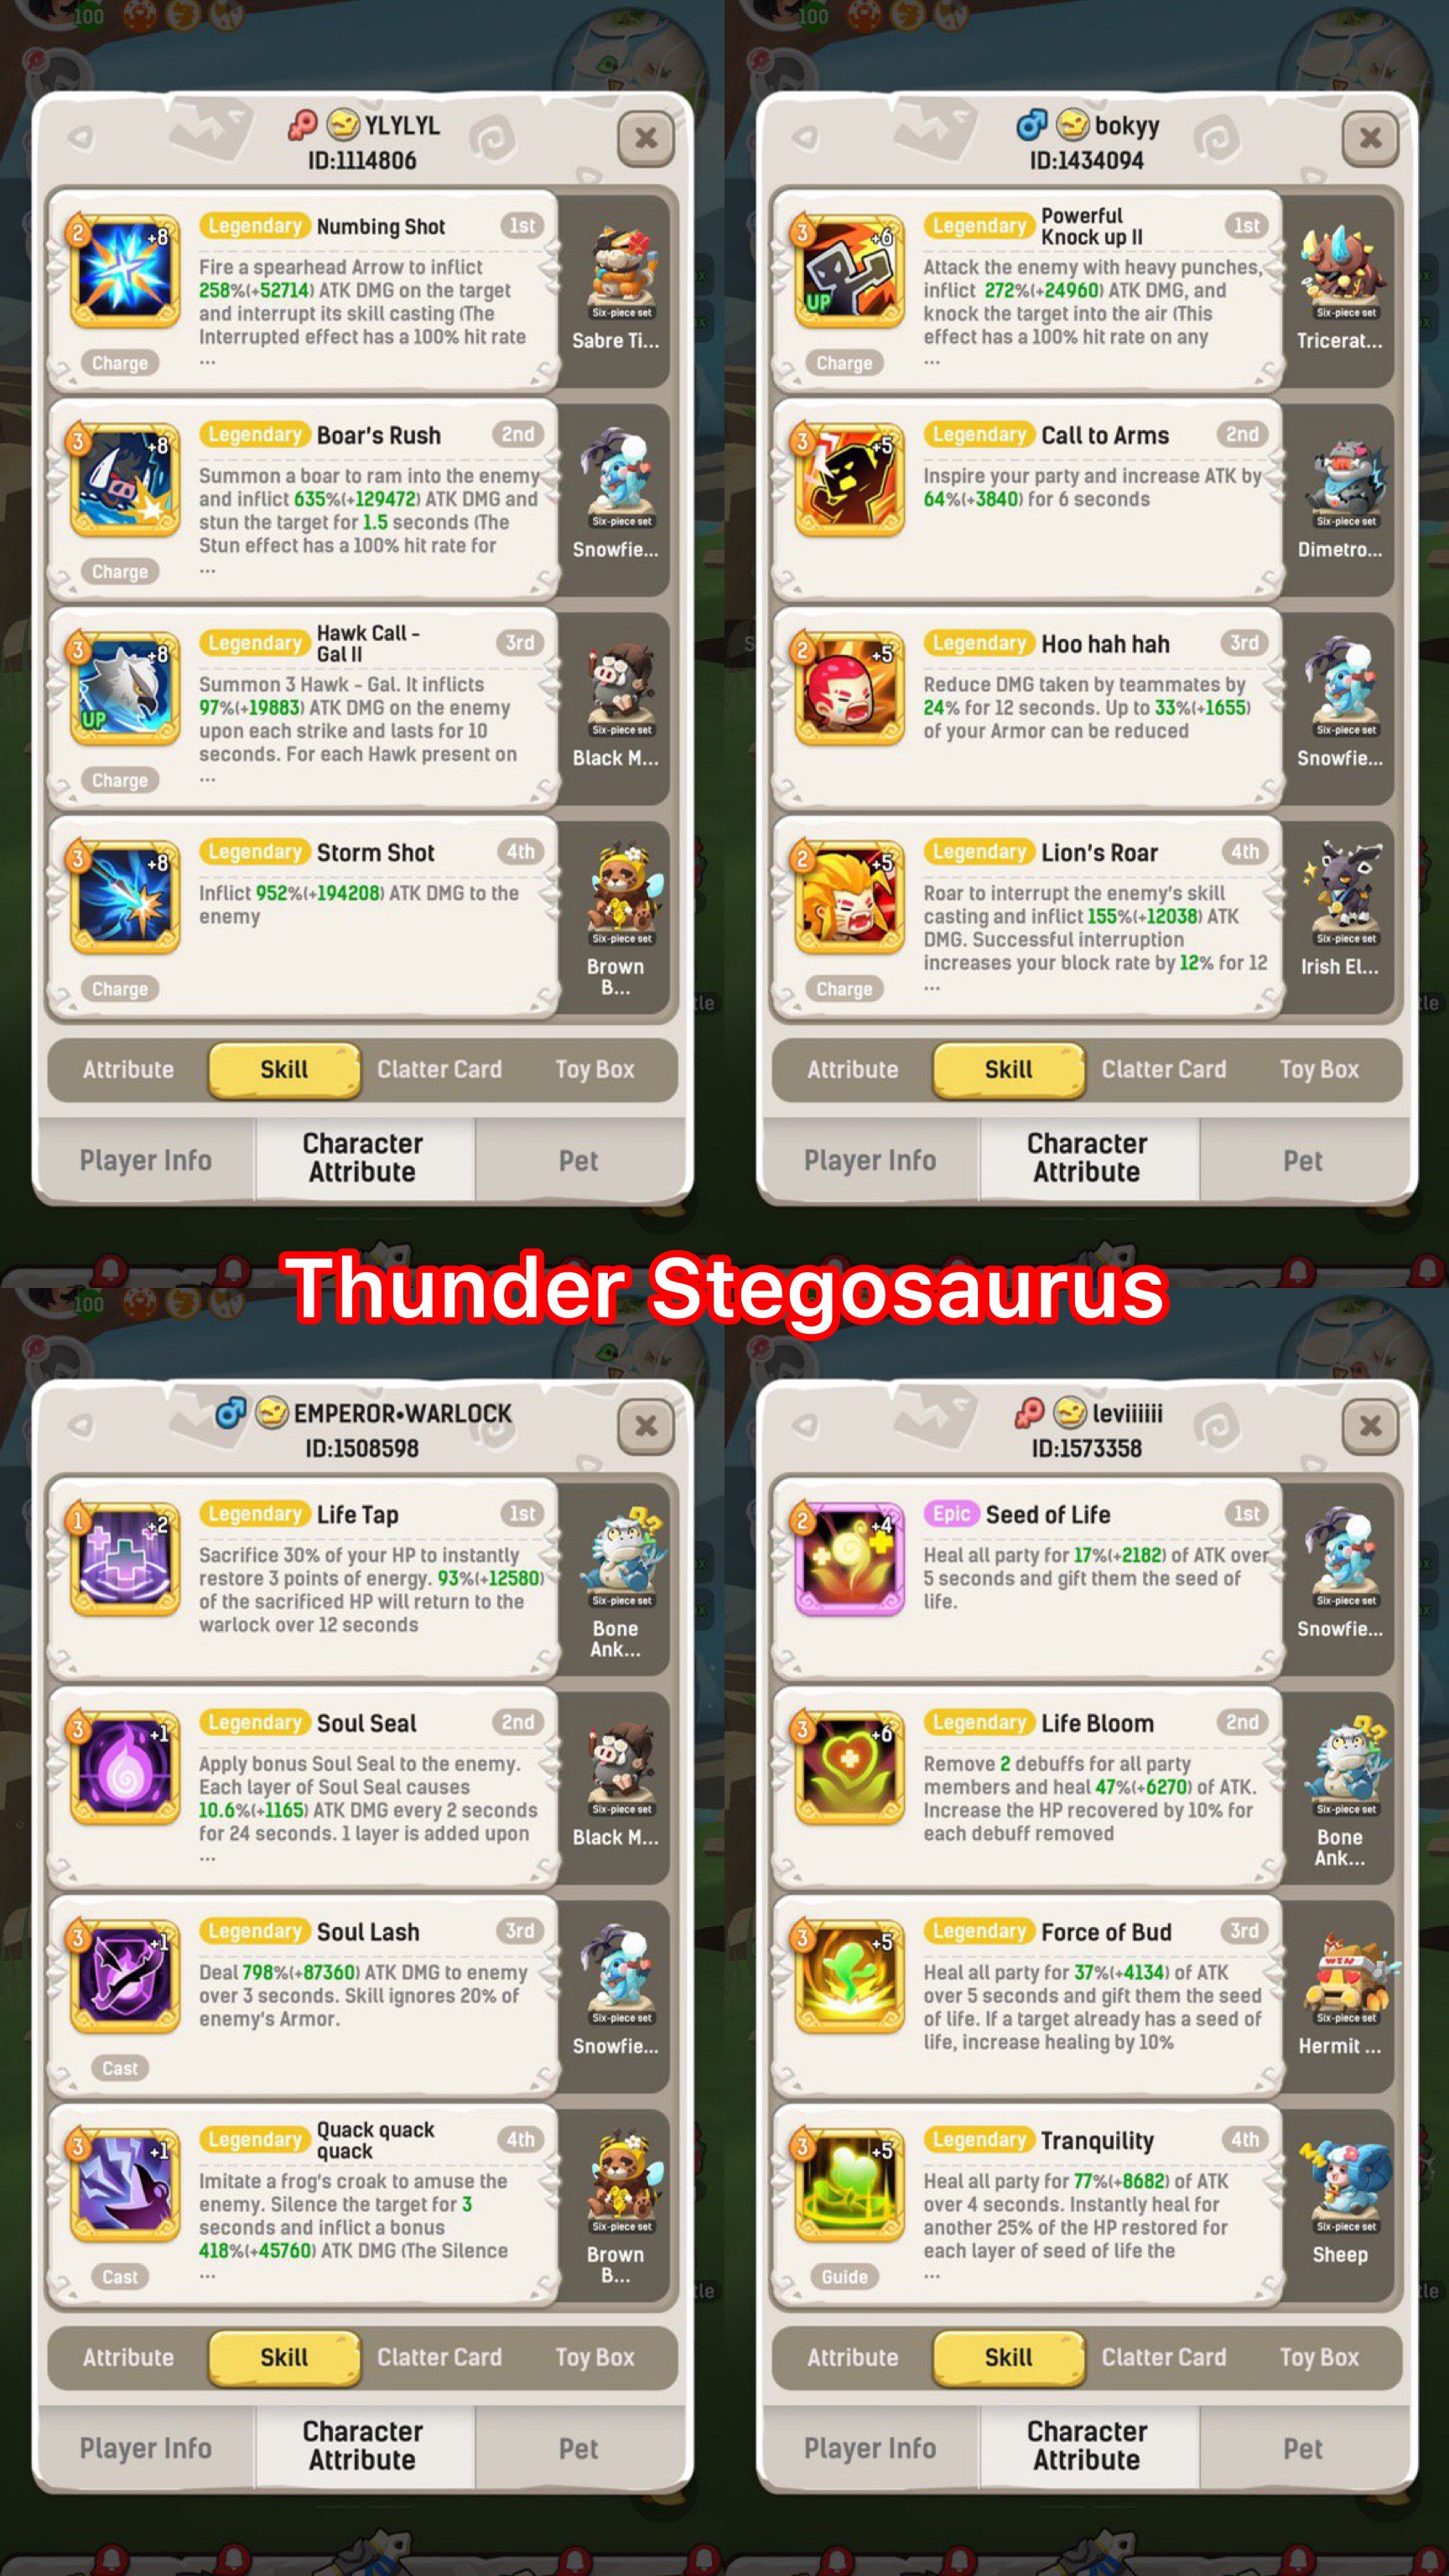 100
100
YLYLYL
ID:1114806
2
+8
Legendary Numbing Shot 1st
Fire a spearhead Arrow to inflict
258%(+52714) ATK DMG on the target
and interrupt its skill casting (The
Interrupted effect has a 100% hit rate
...
Charge
Six-piece set
Sabre Ti...
3
+8
Legendary Boar's Rush 2nd
Summon a boar to ram into the enemy
and inflict 635%(+129472) ATK DMG and
stun the target for 1.5 seconds (The
Stun effect has a 100% hit rate for
...
Charge
Six-piece set
Snowfie...
3
+8
UP
Legendary Hawk Call -
Gal II
3rd
Summon 3 Hawk - Gal. It inflicts
97%(+19883) ATK DMG on the enemy
upon each strike and lasts for 10
seconds. For each Hawk present on
...
Charge
Six-piece set
Black M...
3
+8
Legendary Storm Shot 4th
Inflict 952%(+194208) ATK DMG to the
enemy
Charge
Six-piece set
Brown
B...
Attribute Skill Clatter Card Toy Box
Player Info Character
Attribute
Pet
bokyy
ID:1434094
3
+6
UP
Legendary Powerful
Knock up II
1st
Attack the enemy with heavy punches,
inflict 272%(+24960) ATK DMG, and
knock the target into the air (This
effect has a 100% hit rate on any
...
Charge
Six-piece set
Tricerat...
3
+5
Legendary Call to Arms 2nd
Inspire your party and increase ATK by
64%(+3840) for 6 seconds
Six-piece set
Dimetro...
2
+5
Legendary Hoo hah hah 3rd
Reduce DMG taken by teammates by
24% for 12 seconds. Up to 33%(+1655)
of your Armor can be reduced
Six-piece set
Snowfie...
2
+5
Legendary Lion's Roar 4th
Roar to interrupt the enemy's skill
casting and inflict 155%(+12038) ATK
DMG. Successful interruption
increases your block rate by 12% for 12
...
Charge
Six-piece set
Irish El...
Attribute Skill Clatter Card Toy Box
Player Info Character
Attribute
Pet
Thunder Stegosaurus
100
EMPEROR•WARLOCK
ID:1508598
1
+2
Legendary Life Tap 1st
Sacrifice 30% of your HP to instantly
restore 3 points of energy. 93%(+12580)
of the sacrificed HP will return to the
warlock over 12 seconds
Six-piece set
Bone
Ank...
3
+1
Legendary Soul Seal 2nd
Apply bonus Soul Seal to the enemy.
Each layer of Soul Seal causes
10.6%(+1165) ATK DMG every 2 seconds
for 24 seconds. 1 layer is added upon
...
Six-piece set
Black M...
3
+1
Legendary Soul Lash 3rd
Deal 798%(+87360) ATK DMG to enemy
over 3 seconds. Skill ignores 20% of
enemy's Armor.
Cast
Six-piece set
Snowfie...
3
+1
Legendary Quack quack
quack
4th
Imitate a frog's croak to amuse the
enemy. Silence the target for 3
seconds and inflict a bonus
418%(+45760) ATK DMG (The Silence
...
Cast
Six-piece set
Brown
B...
Attribute Skill Clatter Card Toy Box
Player Info Character
Attribute
Pet
leviiiiii
ID:1573358
2
+4
Epic Seed of Life 1st
Heal all party for 17%(+2182) of ATK over
5 seconds and gift them the seed of
life.
Six-piece set
Snowfie...
3
+6
Legendary Life Bloom 2nd
Remove 2 debuffs for all party
members and heal 47%(+6270) of ATK.
Increase the HP recovered by 10% for
each debuff removed
Six-piece set
Bone
Ank...
3
+5
Legendary Force of Bud 3rd
Heal all party for 37%(+4134) of ATK
over 5 seconds and gift them the seed
of life. If a target already has a seed of
life, increase healing by 10%
WIN
Six-piece set
Hermit ...
3
+5
Legendary Tranquility 4th
Heal all party for 77%(+8682) of ATK
over 4 seconds. Instantly heal for
another 25% of the HP restored for
each layer of seed of life the
...
Guide
Six-piece set
Sheep
Attribute Skill Clatter Card Toy Box
Player Info Character
Attribute
Pet